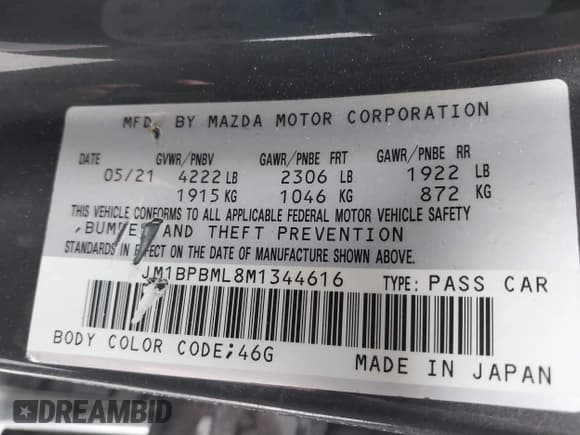 MFD. BY MAZDA MOTOR CORPORATION
DATE GVWR/PNBV GAWR/PNBE FRT GAWR/PNBE RR
05/21 4222 LB 2306 LB 1922 LB
1915 KG 1046 KG 872 KG
THIS VEHICLE CONFORMS TO ALL APPLICABLE FEDERAL MOTOR VEHICLE SAFETY
,BUMPER, AND THEFT PREVENTION
STANDARDS IN EFFECT ON THE DATE OF MANUFACTURE SHOWN ABOVE.
JM1BPBML8M1344616 TYPE: PASS CAR
BODY COLOR CODE;46G MADE IN JAPAN
DREAMBID